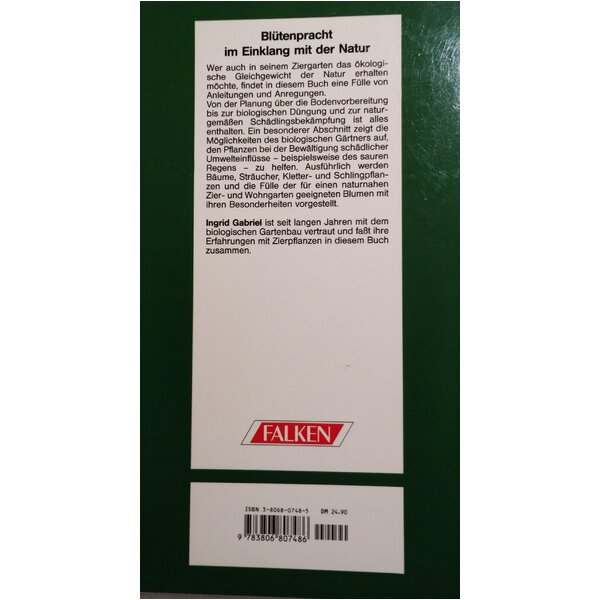 Blütenpracht
im Einklang mit der Natur
Wer auch in seinem Ziergarten das ökologi-
sche Gleichgewicht der Natur erhalten
möchte, findet in diesem Buch eine Fülle von
Anleitungen und Anregungen.
Von der Planung über die Bodenvorbereitung
bis zur biologischen Düngung und zur natur-
gemäßen Schädlingsbekämpfung ist alles
enthalten. Ein besonderer Abschnitt zeigt die
Möglichkeiten des biologischen Gärtners auf,
den Pflanzen bei der Bewältigung schädlicher
Umwelteinflüsse – beispielsweise des sauren
Regens – zu helfen. Ausführlich werden
Bäume, Sträucher, Kletter- und Schlingpflan-
zen und die Fülle der für einen naturnahen
Zier- und Wohngarten geeigneten Blumen mit
ihren Besonderheiten vorgestellt.
Ingrid Gabriel ist seit langen Jahren mit dem
biologischen Gartenbau vertraut und faßt ihre
Erfahrungen mit Zierpflanzen in diesem Buch
zusammen.
FALKEN
ISBN 3-8068-0748-5 DM 24.90
9 783806 807486